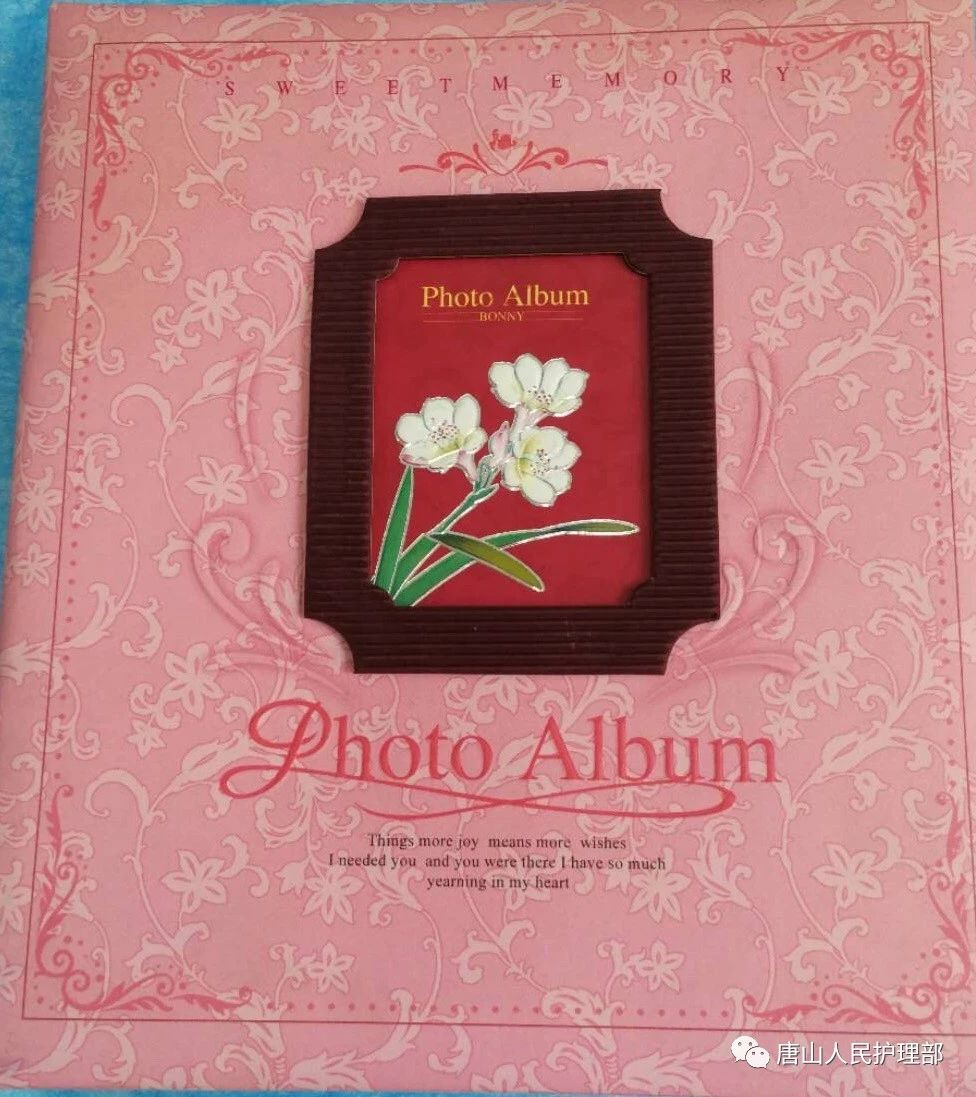 SWEETMEMORY
Photo Album
BONNY
Photo Album
Things more joy means more wishes
I needed you and you were there I have so much
yearning in my heart
唐山人民护理部